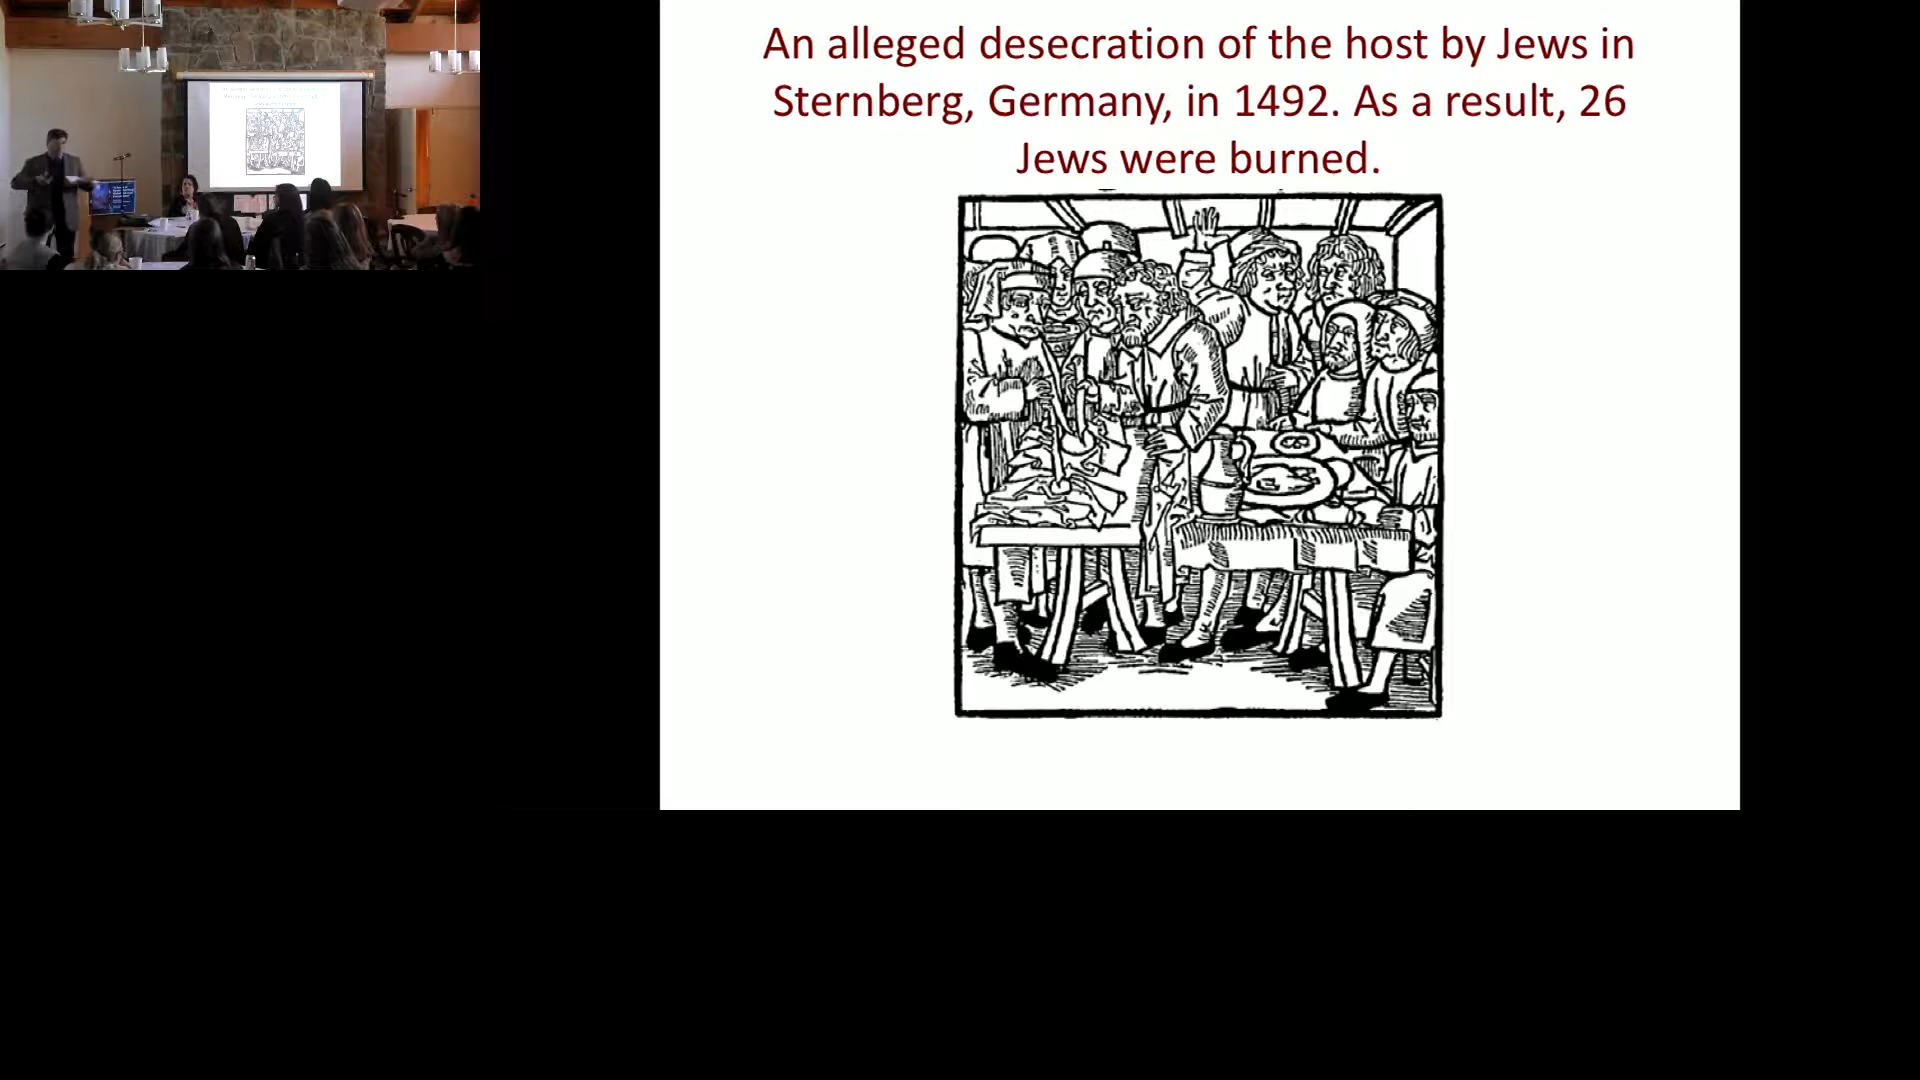 An alleged desecration of the host by Jews in
Sternberg, Germany, in 1492. As a result, 26
Jews were burned.